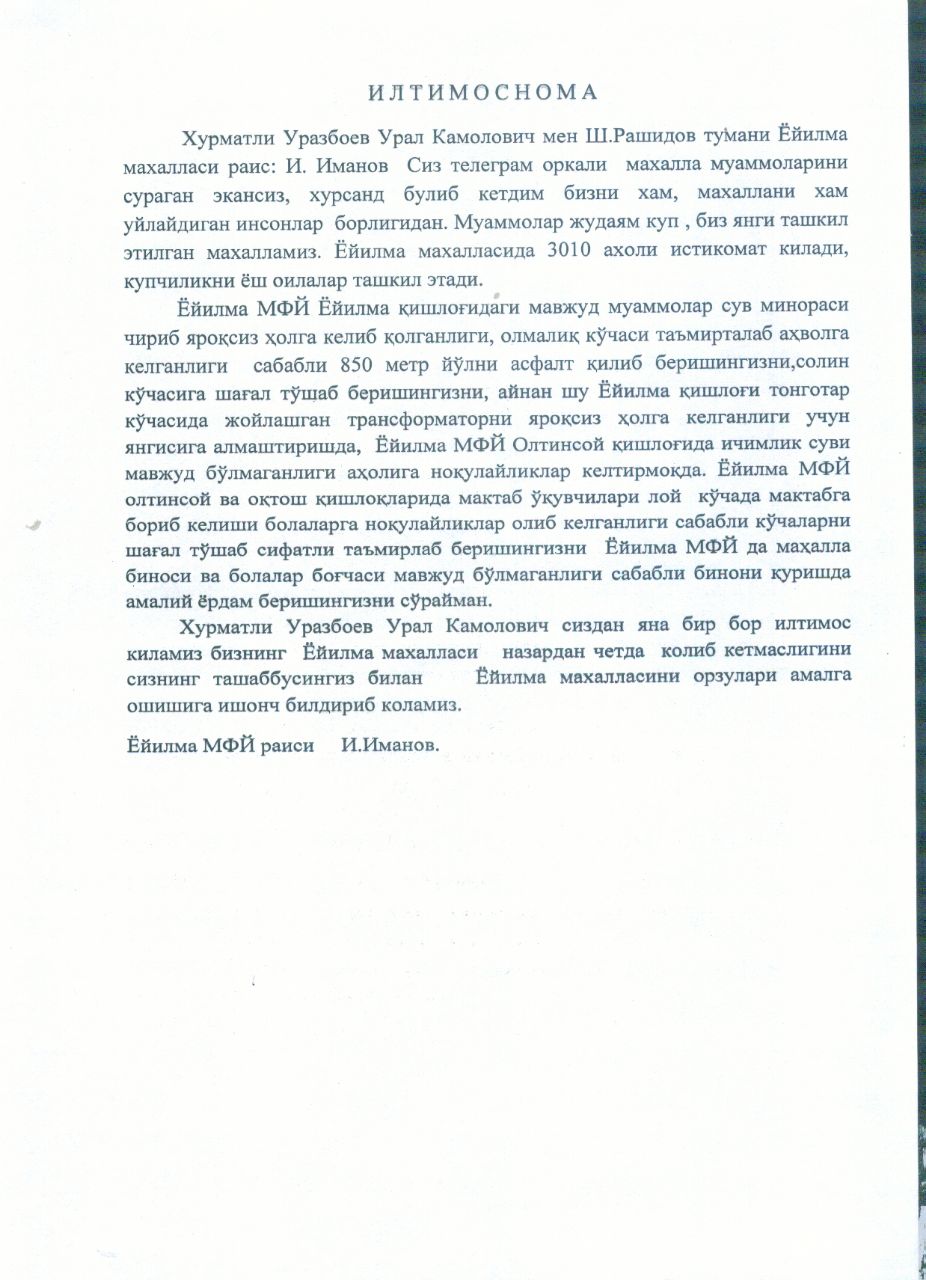 ИЛТИМОСНОМА
Хурматли Уразбоев Урал Камолович мен Ш.Рашидов тумани Ёйилма
махалласи раис: И. Иманов Сиз телеграм оркали махалла муаммоларини
сураган экансиз, хурсанд булиб кетдим бизни хам, махаллани хам
уйлайдиган инсонлар борлигидан. Муаммолар жудаям куп , биз янги ташкил
этилган махалламиз. Ёйилма махалласида 3010 ахоли истикомат килади,
купчиликни ёш оилалар ташкил этади.
Ёйилма МФЙ Ёйилма қишлоғидаги мавжуд муаммолар сув минораси
чириб яроқсиз ҳолга келиб қолганлиги, олмалиқ кўчаси таъмирталаб аҳволга
келганлиги сабабли 850 метр йўлни асфалт қилиб беришингизни,солин
кўчасига шағал тўшаб беришингизни, айнан шу Ёйилма қишлоғи тонготар
кўчасида жойлашган трансформаторни яроқсиз ҳолга келганлиги учун
янгисига алмаштиришда, Ёйилма МФЙ Олтинсой қишлоғида ичимлик суви
мавжуд бўлмаганлиги аҳолига ноқулайликлар келтирмоқда. Ёйилма МФЙ
олтинсой ва оқтош қишлоқларида мактаб ўқувчилари лой кўчада мактабга
бориб келиши болаларга ноқулайликлар олиб келганлиги сабабли кўчаларни
шағал тўшаб сифатли таъмирлаб беришингизни Ёйилма МФЙ да маҳалла
биноси ва болалар боғчаси мавжуд бўлмаганлиги сабабли бинони қуришда
амалий ёрдам беришингизни сўрайман.
Хурматли Уразбоев Урал Камолович сиздан яна бир бор илтимос
киламиз бизнинг Ёйилма махалласи назардан четда колиб кетмаслигини
сизнинг ташаббусингиз билан Ёйилма махалласини орзулари амалга
ошишига ишонч билдириб коламиз.
Ёйилма МФЙ раиси И.Иманов.